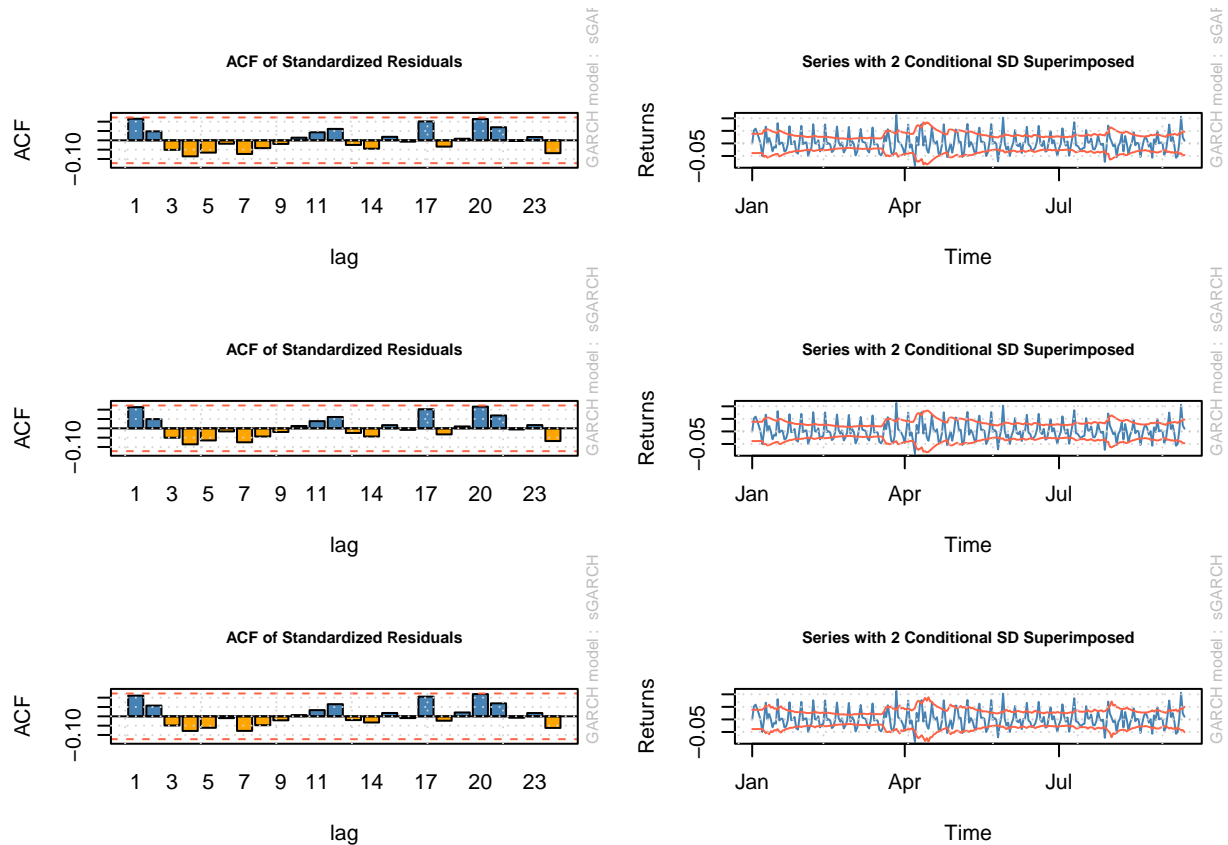 ACF of Standardized Residuals
ACF
−0.10
1 3 5 7 9 11 14 17 20 23
lag
GARCH model : sGAR
Series with 2 Conditional SD Superimposed
Returns
−0.05
Jan Apr Jul
Time
GARCH model : sGAR
ACF of Standardized Residuals
ACF
−0.10
1 3 5 7 9 11 14 17 20 23
lag
GARCH model : sGARCH
Series with 2 Conditional SD Superimposed
Returns
−0.05
Jan Apr Jul
Time
GARCH model : sGARCH
ACF of Standardized Residuals
ACF
−0.10
1 3 5 7 9 11 14 17 20 23
lag
GARCH model : sGARCH
Series with 2 Conditional SD Superimposed
Returns
−0.05
Jan Apr Jul
Time
GARCH model : sGARCH